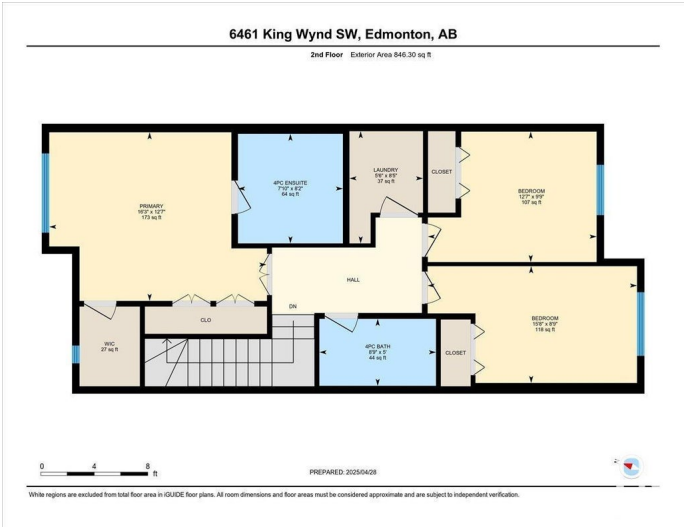 6461 King Wynd SW, Edmonton, AB
2nd Floor Exterior Area 846.30 sq ft
PRIMARY
16'3" x 12'7"
173 sq ft
4PC ENSUITE
7'10" x 8'2"
64 sq ft
LAUNDRY
5'6" x 8'5"
37 sq ft
CLOSET
BEDROOM
12'7" x 9'9"
107 sq ft
HALL
DN
BEDROOM
15'8" x 8'8"
118 sq ft
CLO
WIC
27 sq ft
4PC BATH
8'9" x 5'
44 sq ft
CLOSET
0 4 8
ft
PREPARED: 2025/04/28
White regions are excluded from total floor area in iGUIDE floor plans. All room dimensions and floor areas must be considered approximate and are subject to independent verification.